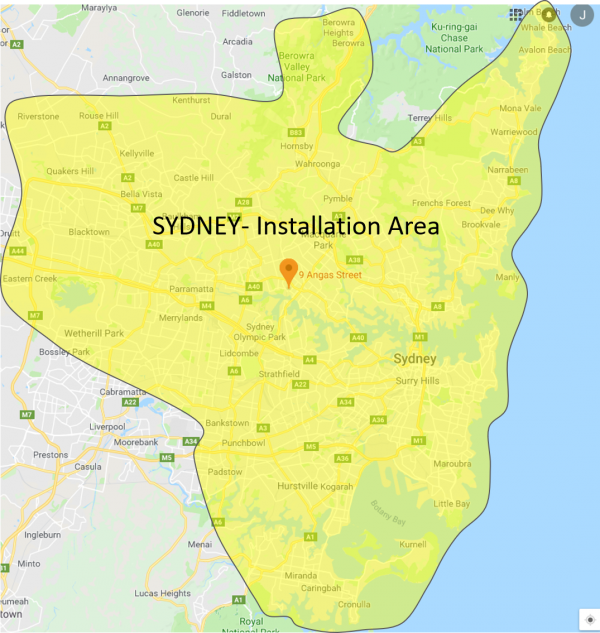 Marayiya
Glenorie
Fiddletown
Berowra
Heights
Berowra
Ku-ring-gai
Chase
National Park
J
Whale Beach
Avalon Beach
Arcadia
Berowra
Valley
National Park
Annangrove
Galston
Kenthurst
Riverstone
Rouse Hill
Dural
A2
Terrey Hills
Mona Vale
Warriewood
B83
Hornsby
A3
Kellyville
Wahroonga
Quakers Hill
A2
Castle Hill
Narrabeen
A8
Bella Vista
M7
A28
Pymble
Frenchs Forest
Dee Why
Brookvale
SYDNEY- Installation Area
Blacktown
A40
Park
A44
A38
Eastern Creek
9 Angas Street
Manly
Parramatta
A40
A6
M4
A8
M7
Merrylands
Wetherill Park
Sydney
Olympic Park
A40
M1
Bossley Park
Lidcombe
A4
Sydney
A6
Strathfield
A22
Surry Hills
Cabramatta
A22
A34
M7
Bankstown
A3
A36
Liverpool
Moorebank
A34
Punchbowl
M5
M1
Prestons
Casula
M5
A36
Maroubra
Padstow
Hurstville
Kogarah
Little Bay
Botany Bay
A6
A1
Ingleburn
Menai
Kurnell
Minto
Miranda
Caringbah
Lucas Heights
Cronulla
Royal
National Park
town